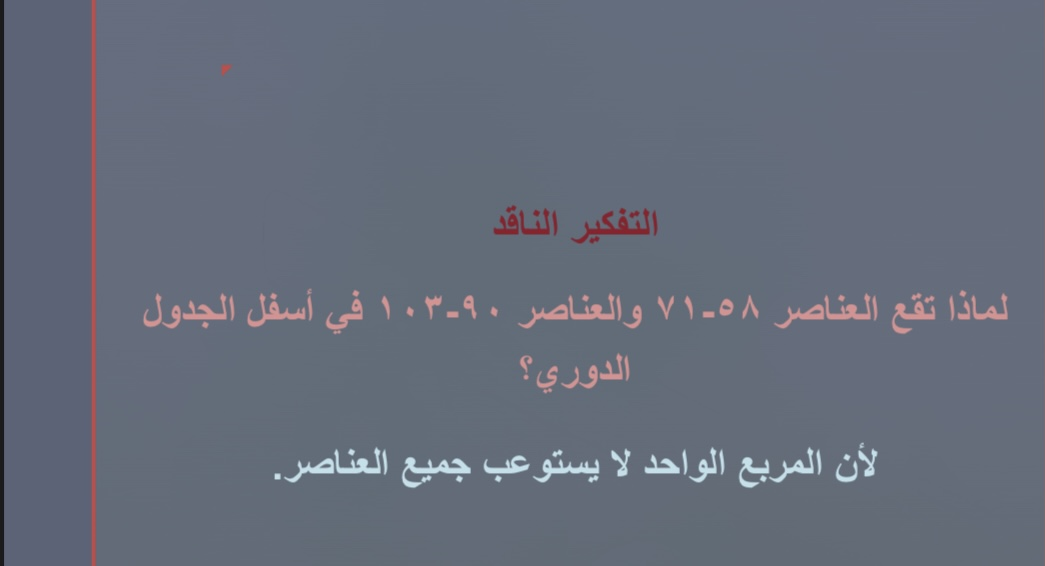 التفكير الناقد
لماذا تقع العناصر ٥٨-٧١ والعناصر ٩٠-١٠٣ في أسفل الجدول
الدوري؟
لأن المربع الواحد لا يستوعب جميع العناصر.